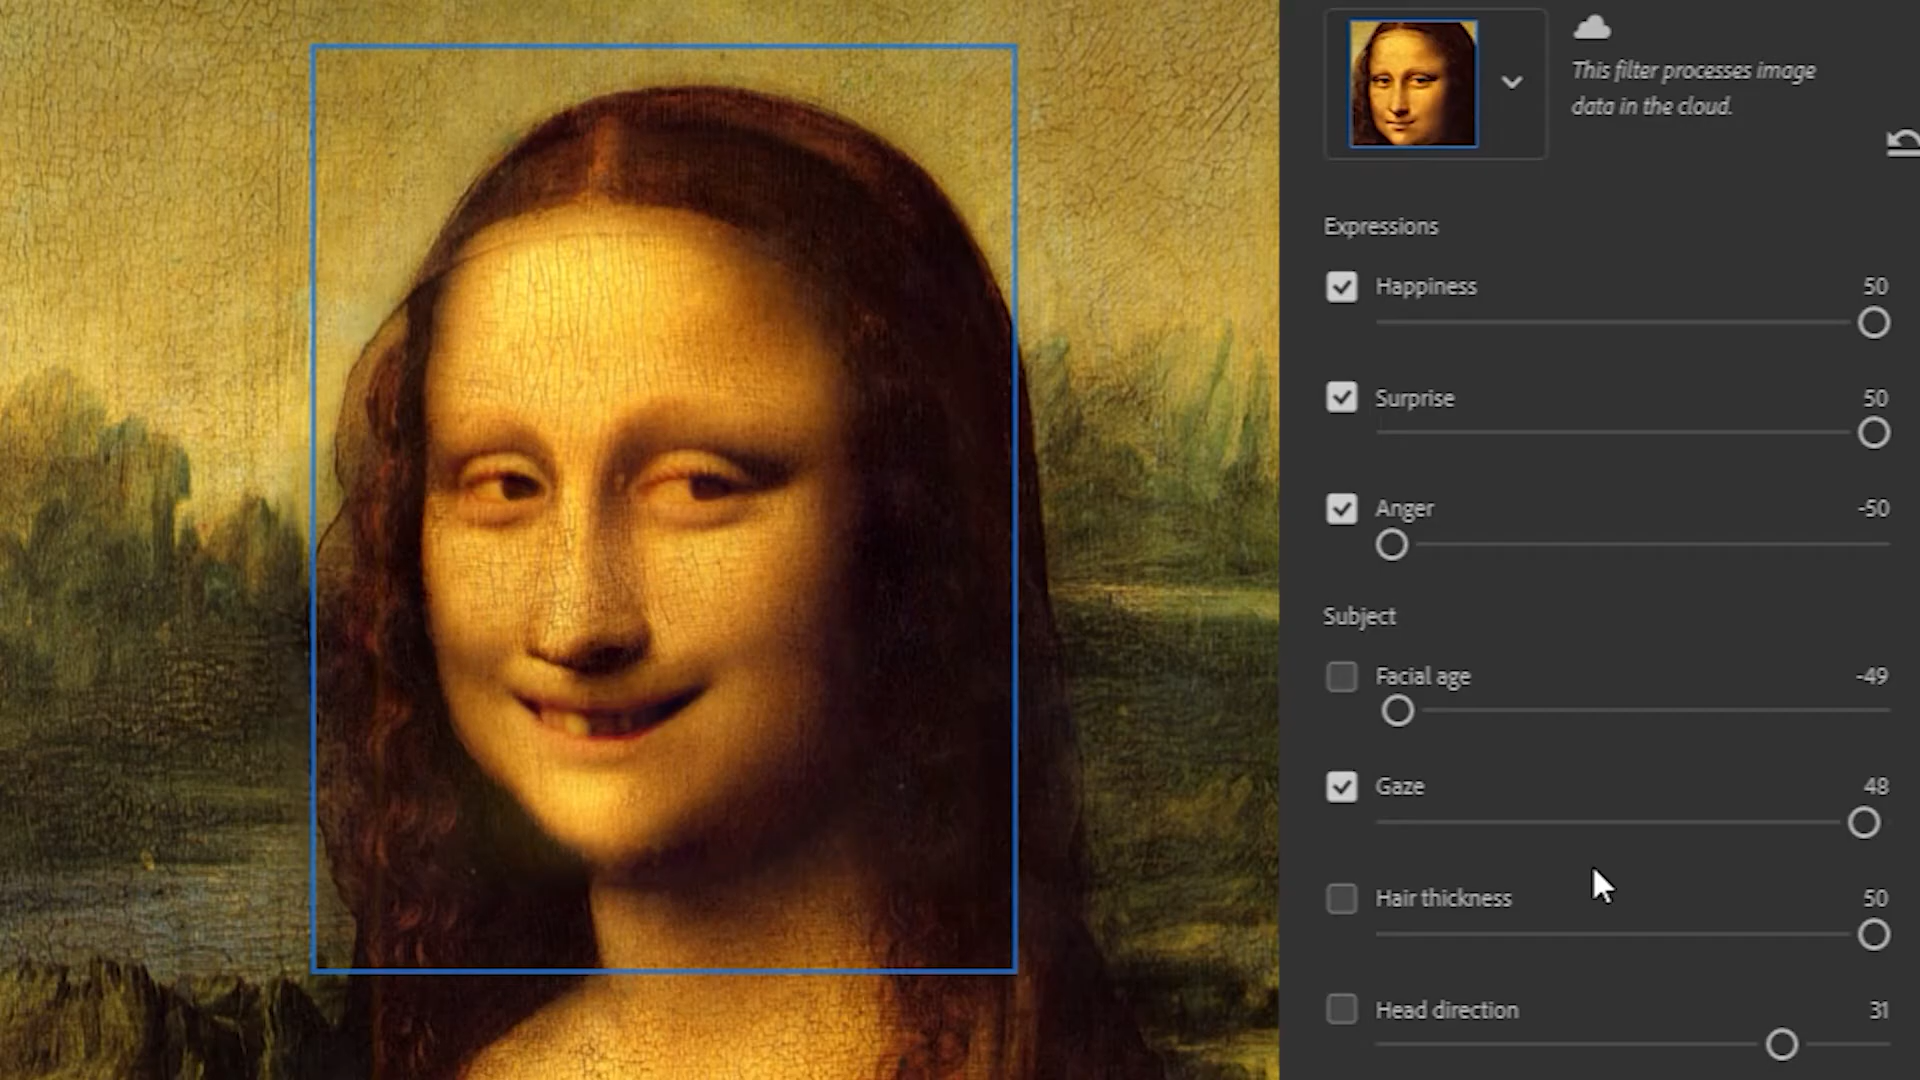 This filter processes image
data in the cloud.
Expressions
Happiness 50
Surprise 50
Anger -50
Subject
Facial age -49
Gaze 48
Hair thickness 50
Head direction 31